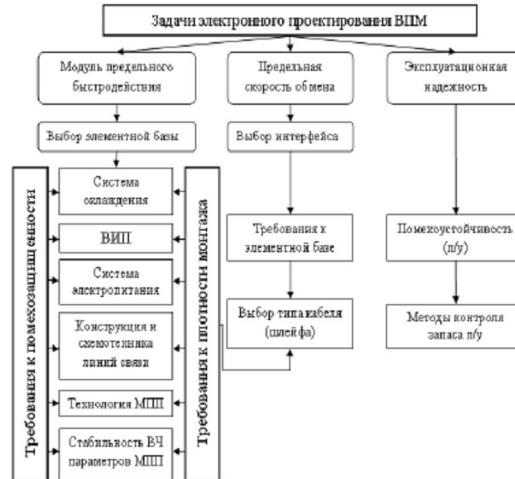 Задачи электронного проектирования ВПМ
Модуль предельного
быстродействия
Предельная
скорость обмена
Эксплуатационная
надежность
Выбор элементной базы
Выбор интерфейса
Требования к помехозащищенности
Система
охлаждения
ВИП
Система
электропитания
Конструкция и
схемотехника
линий связи
Технология МПП
Стабильность ВЧ
параметров МПП
Требования к плотности монтажа
Требования к
элементной базе
Выбор типа кабеля
(шлейфа)
Помехоустойчивость
(п/у)
Методы контроля
запаса п/у